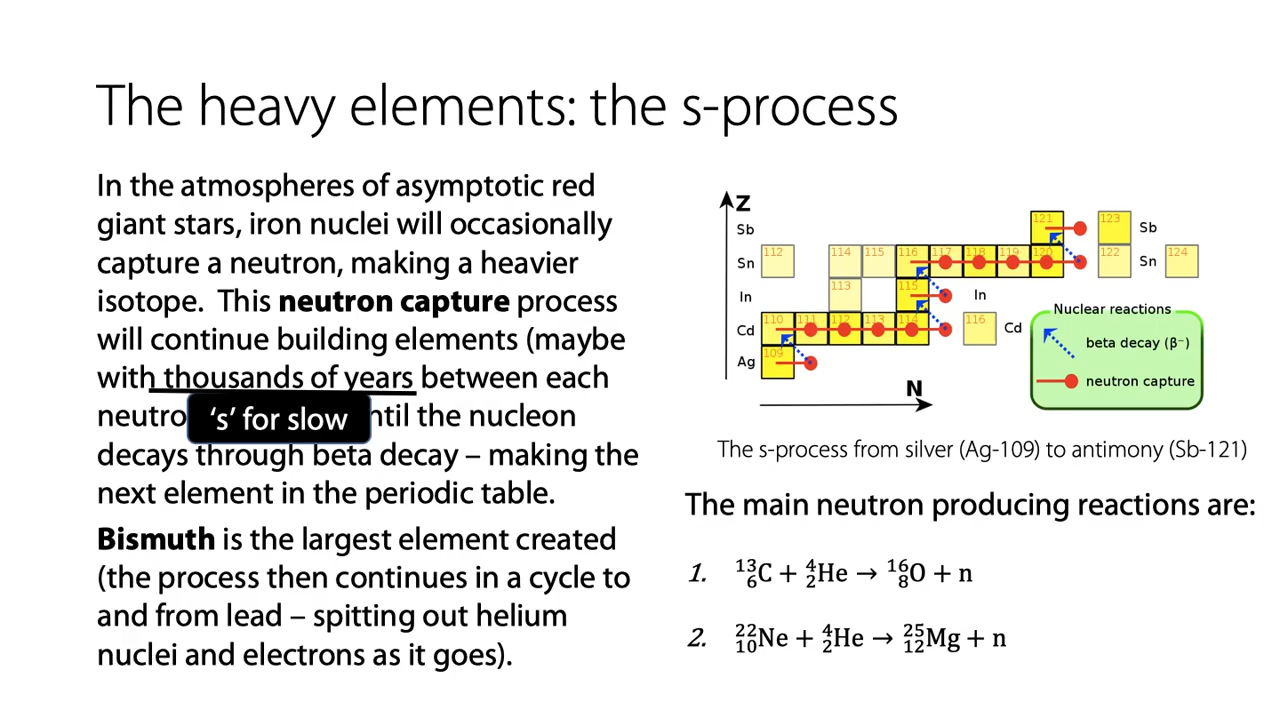 The heavy elements: the s-process
In the atmospheres of asymptotic red
giant stars, iron nuclei will occasionally
capture a neutron, making a heavier
isotope. This neutron capture process
will continue building elements (maybe
with thousands of years between each
neutro
‘s’ for slow
ntil the nucleon
decays through beta decay – making the
next element in the periodic table.
Bismuth is the largest element created
(the process then continues in a cycle to
and from lead – spitting out helium
nuclei and electrons as it goes).
Z
Sb 121 123 Sb
Sn 112 114 115 116 117 118 119 120 122 Sn 124
In 113 115 In
Cd 110 111 112 113 114 116 Cd
Ag 109
N
Nuclear reactions
beta decay (β⁻)
neutron capture
The s-process from silver (Ag-109) to antimony (Sb-121)
The main neutron producing reactions are:
1. ¹³₆C + ⁴₂He → ¹⁶₈O + n
2. ²²₁₀Ne + ⁴₂He → ²⁵₁₂Mg + n